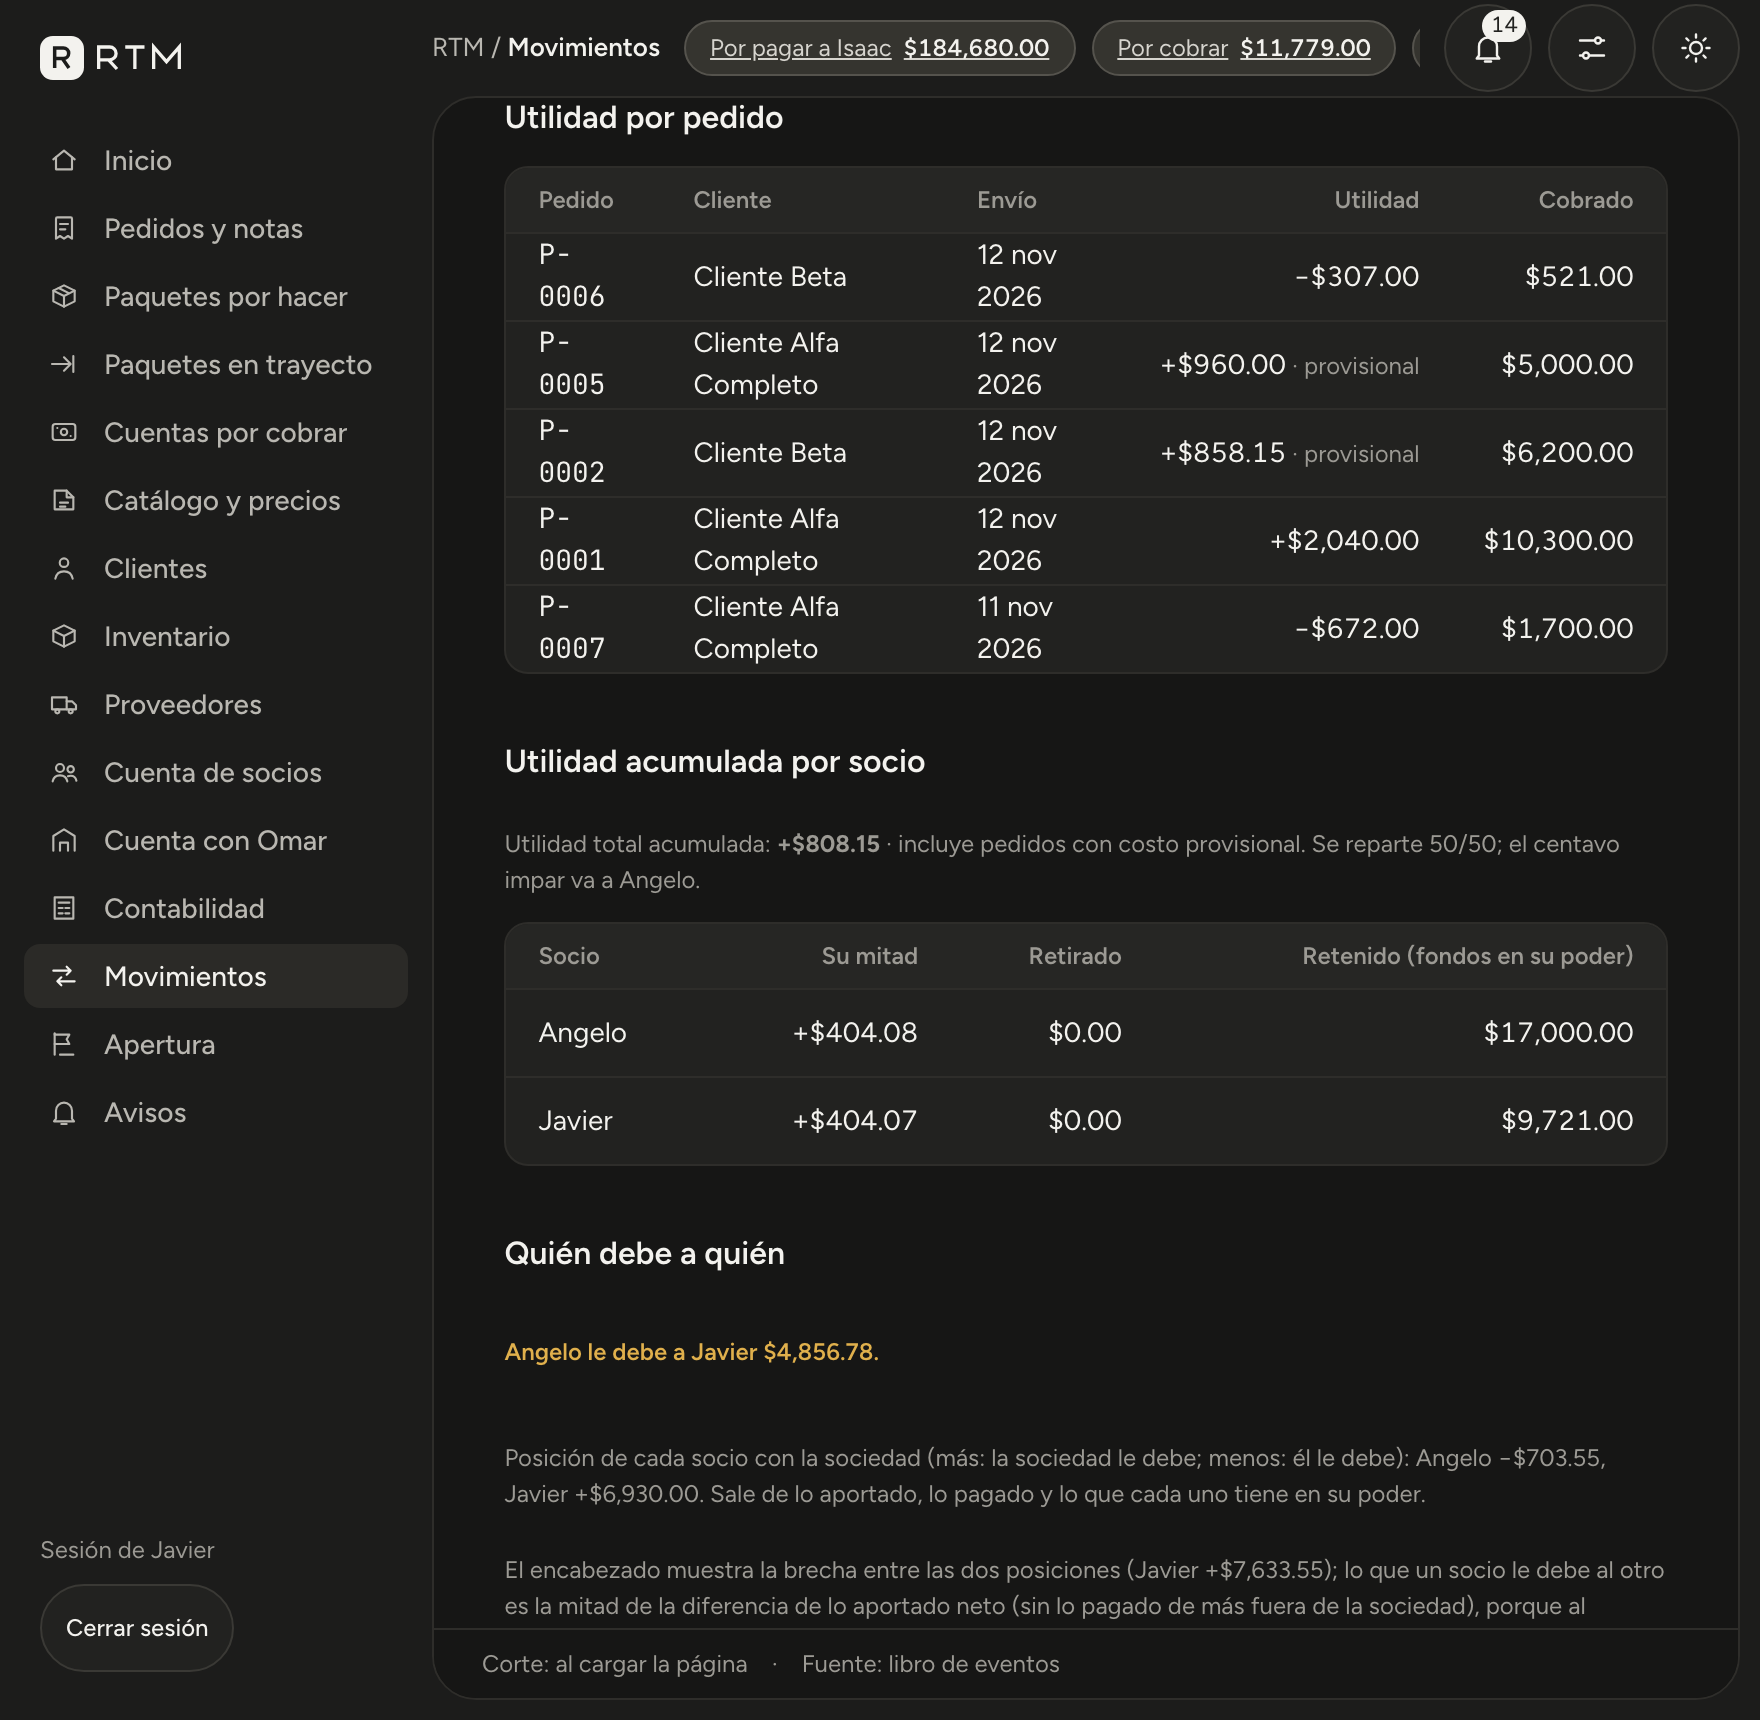 R RTM
RTM / Movimientos
Por pagar a Isaac $184,680.00
Por cobrar $11,779.00
14
Inicio
Pedidos y notas
Paquetes por hacer
Paquetes en trayecto
Cuentas por cobrar
Catálogo y precios
Clientes
Inventario
Proveedores
Cuenta de socios
Cuenta con Omar
Contabilidad
Movimientos
Apertura
Avisos
Sesión de Javier
Cerrar sesión
Utilidad por pedido
Pedido Cliente Envío Utilidad Cobrado
P-0006 Cliente Beta 12 nov 2026 −$307.00 $521.00
P-0005 Cliente Alfa Completo 12 nov 2026 +$960.00 · provisional $5,000.00
P-0002 Cliente Beta 12 nov 2026 +$858.15 · provisional $6,200.00
P-0001 Cliente Alfa Completo 12 nov 2026 +$2,040.00 $10,300.00
P-0007 Cliente Alfa Completo 11 nov 2026 −$672.00 $1,700.00
Utilidad acumulada por socio
Utilidad total acumulada: +$808.15 · incluye pedidos con costo provisional. Se reparte 50/50; el centavo
impar va a Angelo.
Socio Su mitad Retirado Retenido (fondos en su poder)
Angelo +$404.08 $0.00 $17,000.00
Javier +$404.07 $0.00 $9,721.00
Quién debe a quién
Angelo le debe a Javier $4,856.78.
Posición de cada socio con la sociedad (más: la sociedad le debe; menos: él le debe): Angelo −$703.55,
Javier +$6,930.00. Sale de lo aportado, lo pagado y lo que cada uno tiene en su poder.
El encabezado muestra la brecha entre las dos posiciones (Javier +$7,633.55); lo que un socio le debe al otro
es la mitad de la diferencia de lo aportado neto (sin lo pagado de más fuera de la sociedad), porque al
Corte: al cargar la página · Fuente: libro de eventos